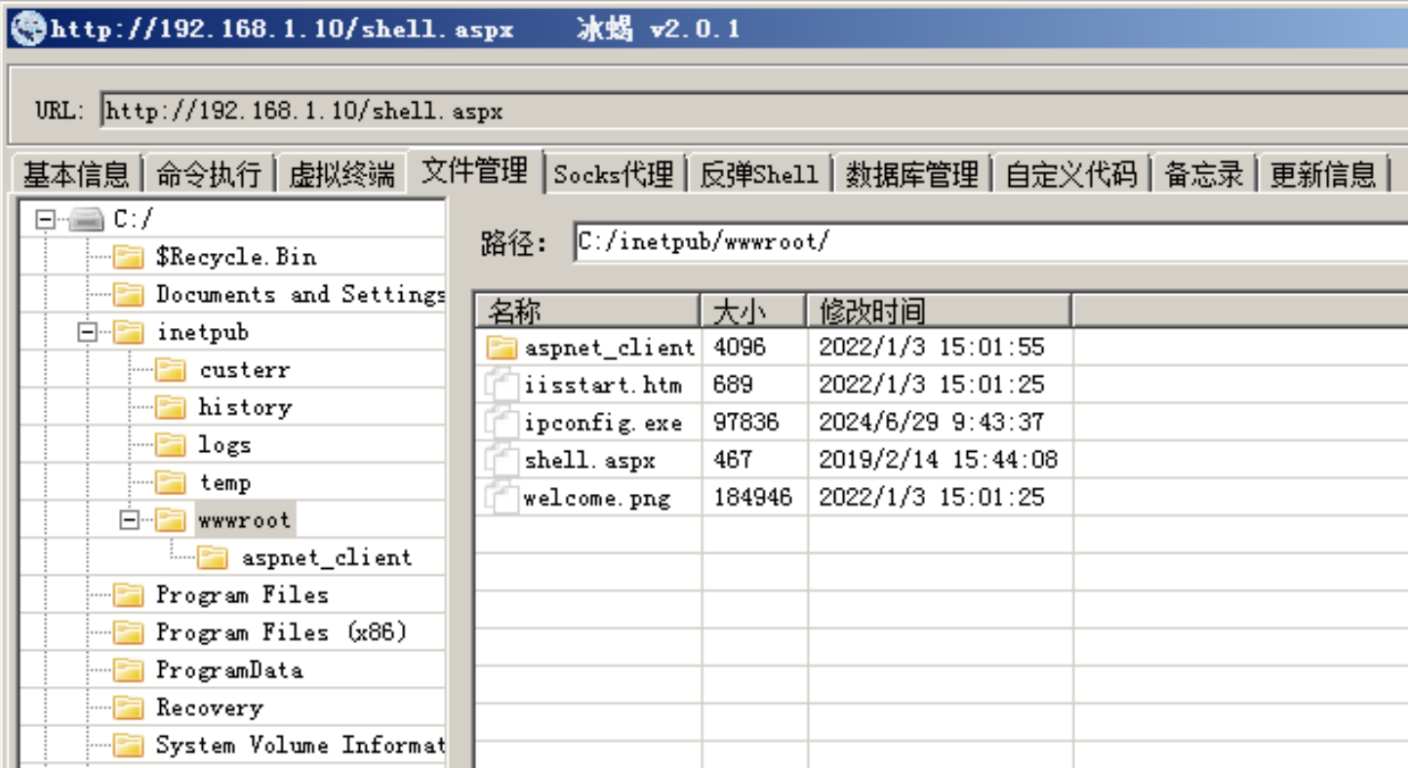 http://192.168.1.10/shell.aspx 冰蝎 v2.0.1
URL: http://192.168.1.10/shell.aspx
基本信息 命令执行 虚拟终端 文件管理 Socks代理 反弹Shell 数据库管理 自定义代码 备忘录 更新信息
C:/
$Recycle.Bin
Documents and Settings
inetpub
custerr
history
logs
temp
wwwroot
aspnet_client
Program Files
Program Files (x86)
ProgramData
Recovery
System Volume Informat
路径: C:/inetpub/wwwroot/
名称 大小 修改时间
aspnet_client 4096 2022/1/3 15:01:55
iisstart.htm 689 2022/1/3 15:01:25
ipconfig.exe 97836 2024/6/29 9:43:37
shell.aspx 467 2019/2/14 15:44:08
welcome.png 184946 2022/1/3 15:01:25